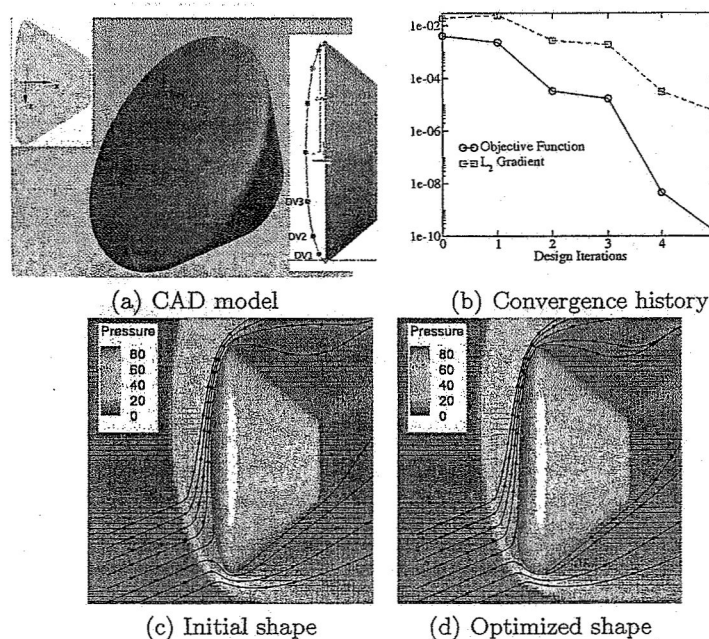 DV3
DV2
DV1
(a) CAD model
1e-02
1e-04
1e-06
1e-08
1e-10
Objective Function
L2 Gradient
0 1 2 3 4
Design Iterations
(b) Convergence history
Pressure
80
60
40
20
0
(c) Initial shape
Pressure
80
60
40
20
0
(d) Optimized shape